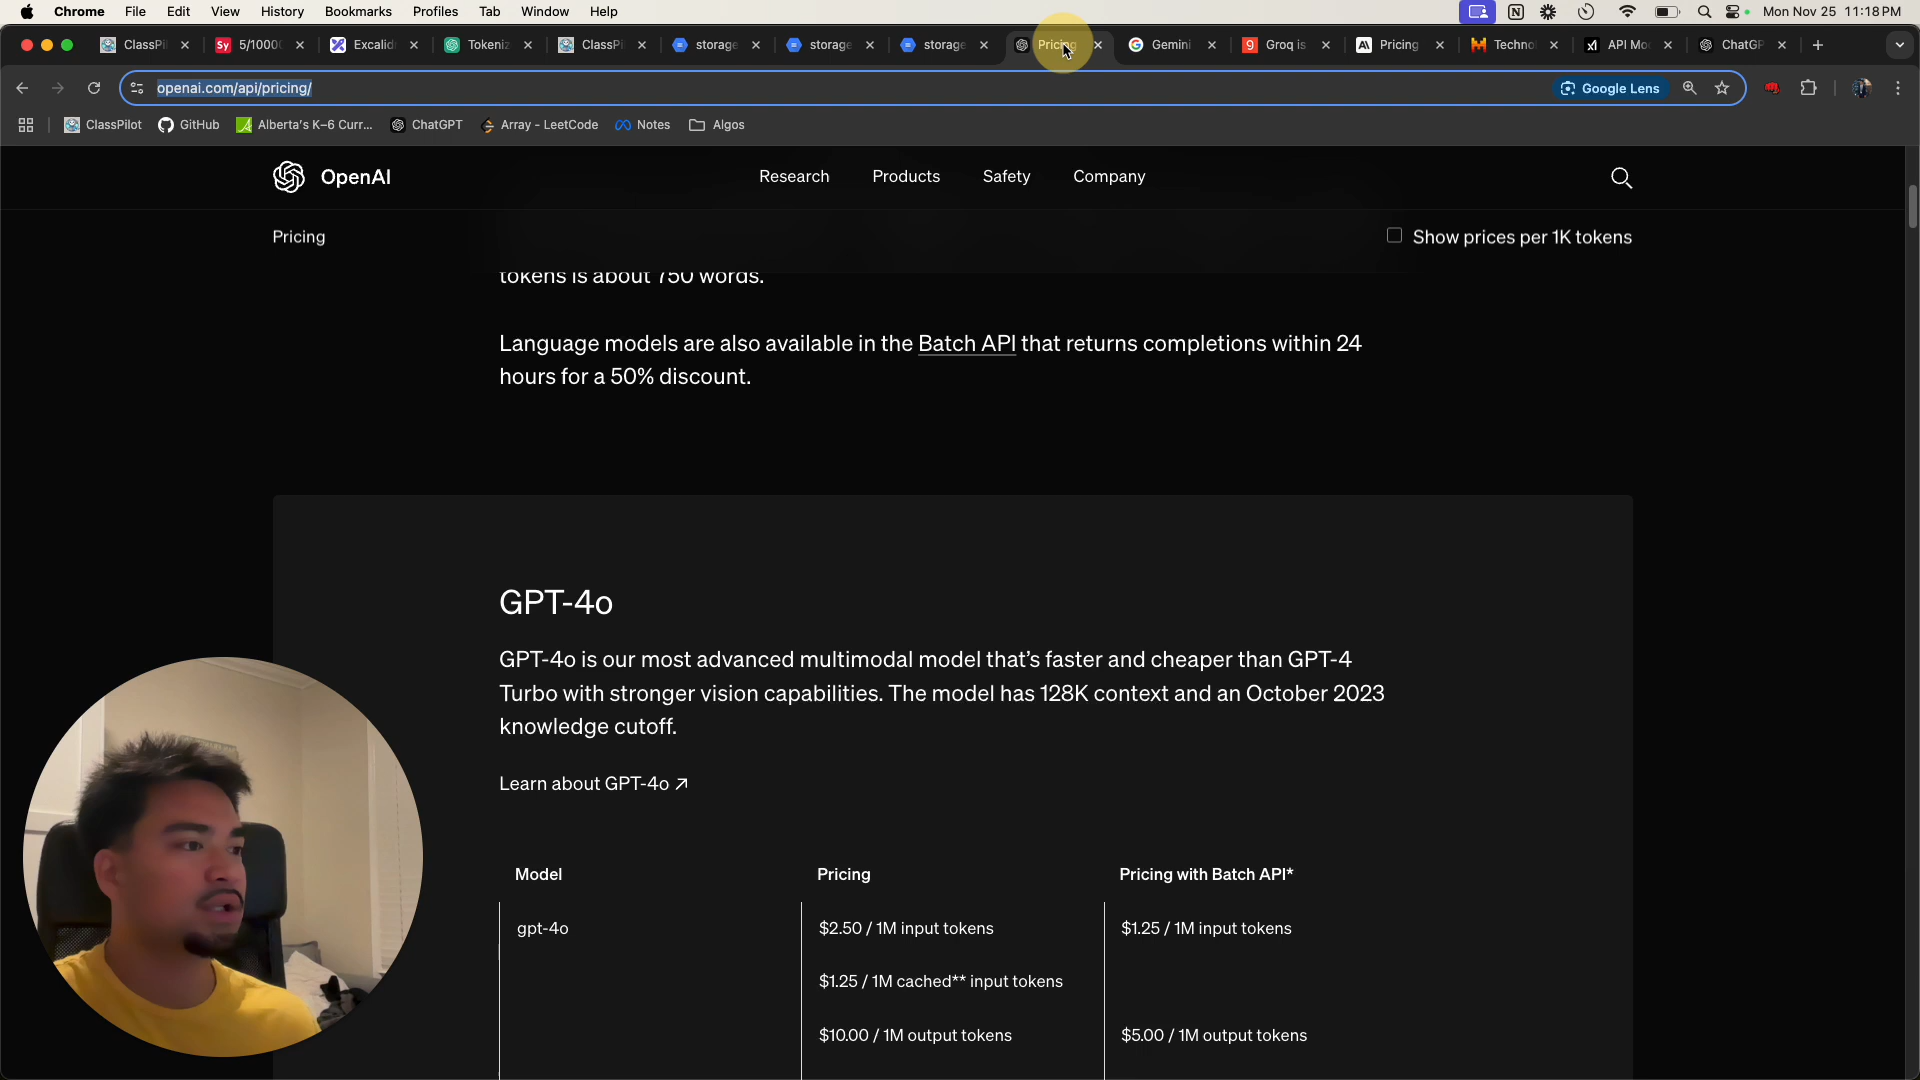 Chrome File Edit View History Bookmarks Profiles Tab Window Help Mon Nov 25 11:18 PM
ClassPil 5/1000 Excalid Tokeniz ClassPil storage storage storage Pricing Gemini Groq is Pricing Techno API Mo ChatGP
openai.com/api/pricing/ Google Lens
ClassPilot GitHub Alberta's K–6 Curr... ChatGPT Array - LeetCode Notes Algos
OpenAI Research Products Safety Company
Pricing Show prices per 1K tokens
tokens is about 750 words.
Language models are also available in the Batch API that returns completions within 24
hours for a 50% discount.
GPT-4o
GPT-4o is our most advanced multimodal model that's faster and cheaper than GPT-4
Turbo with stronger vision capabilities. The model has 128K context and an October 2023
knowledge cutoff.
Learn about GPT-4o ↗
Model Pricing Pricing with Batch API*
gpt-4o $2.50 / 1M input tokens $1.25 / 1M input tokens
$1.25 / 1M cached** input tokens
$10.00 / 1M output tokens $5.00 / 1M output tokens